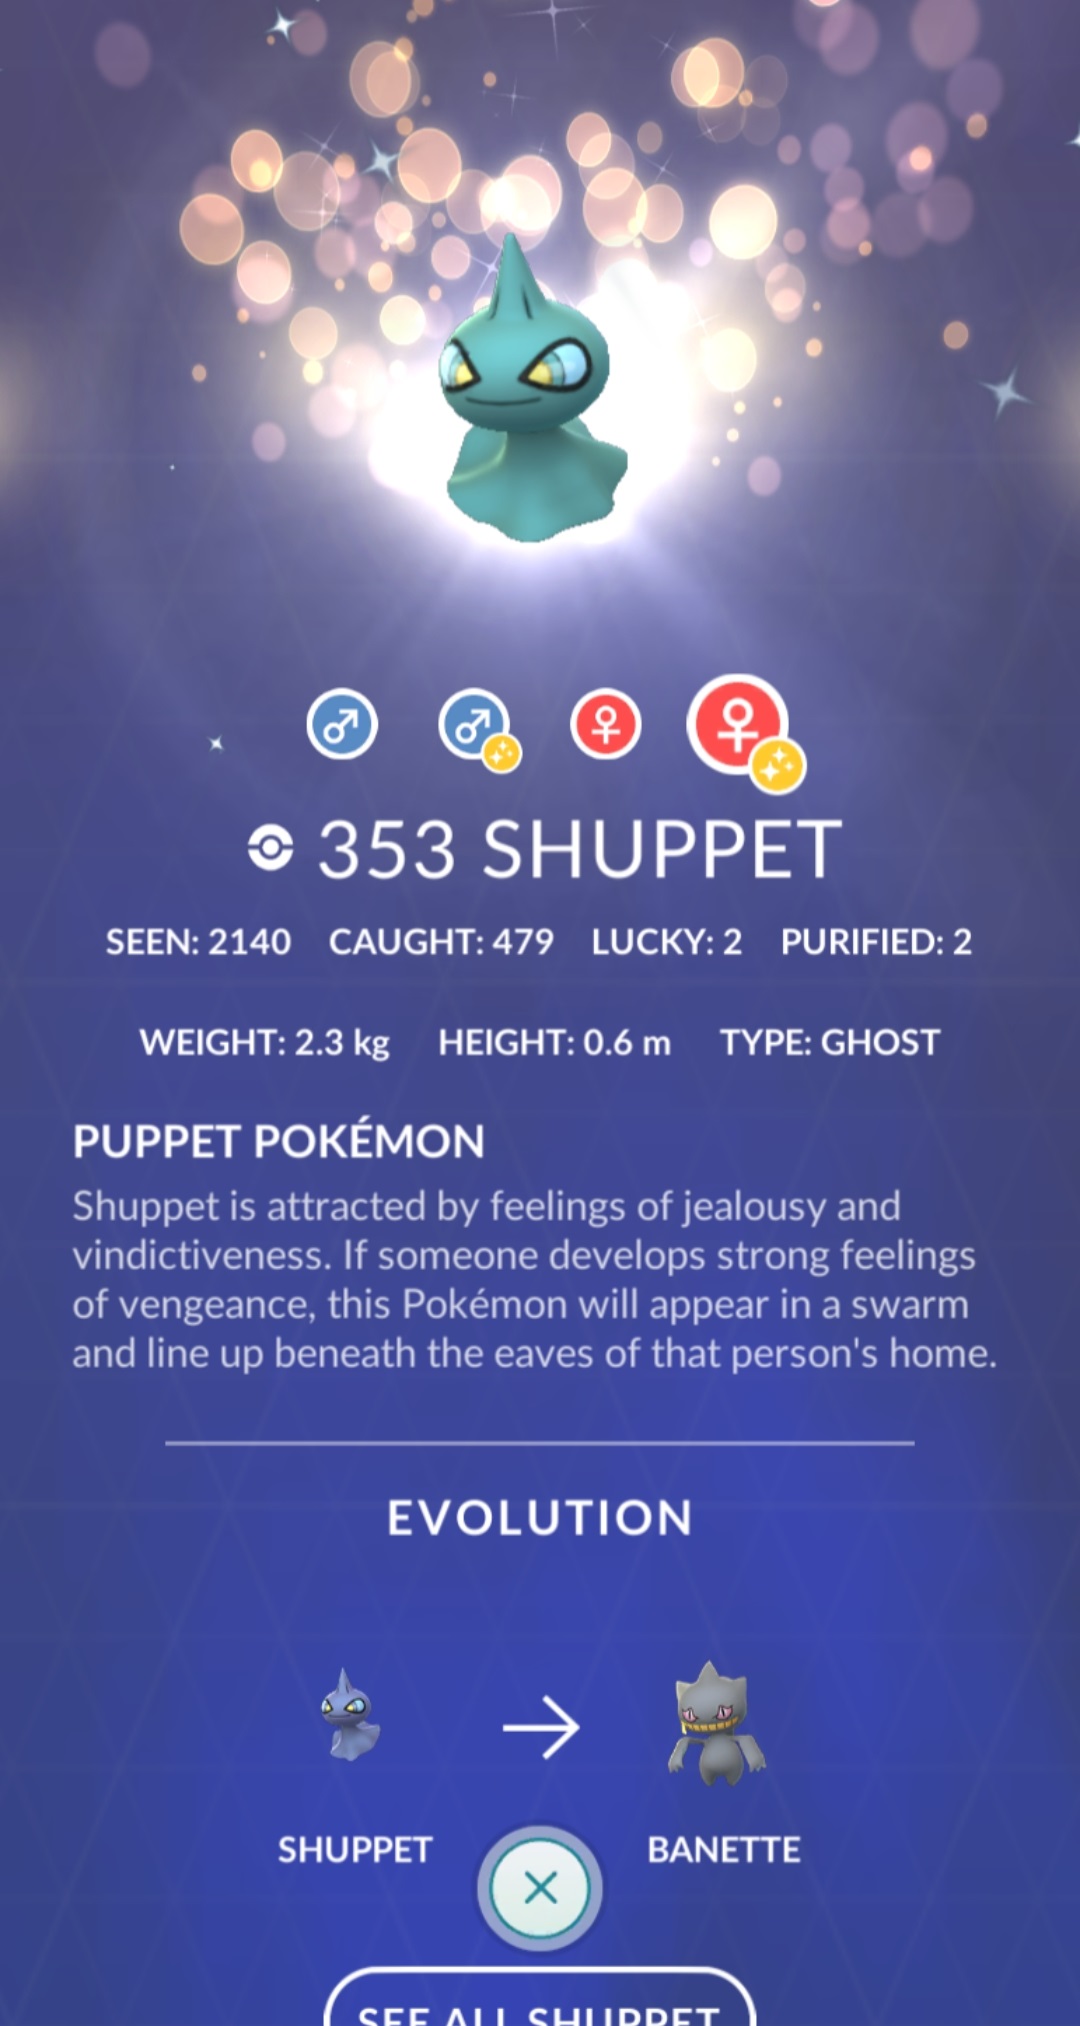 353 SHUPPET
SEEN: 2140 CAUGHT: 479 LUCKY: 2 PURIFIED: 2
WEIGHT: 2.3 kg HEIGHT: 0.6 m TYPE: GHOST
PUPPET POKÉMON
Shuppet is attracted by feelings of jealousy and
vindictiveness. If someone develops strong feelings
of vengeance, this Pokémon will appear in a swarm
and line up beneath the eaves of that person's home.
EVOLUTION
SHUPPET BANETTE
SEE ALL SHUPPET